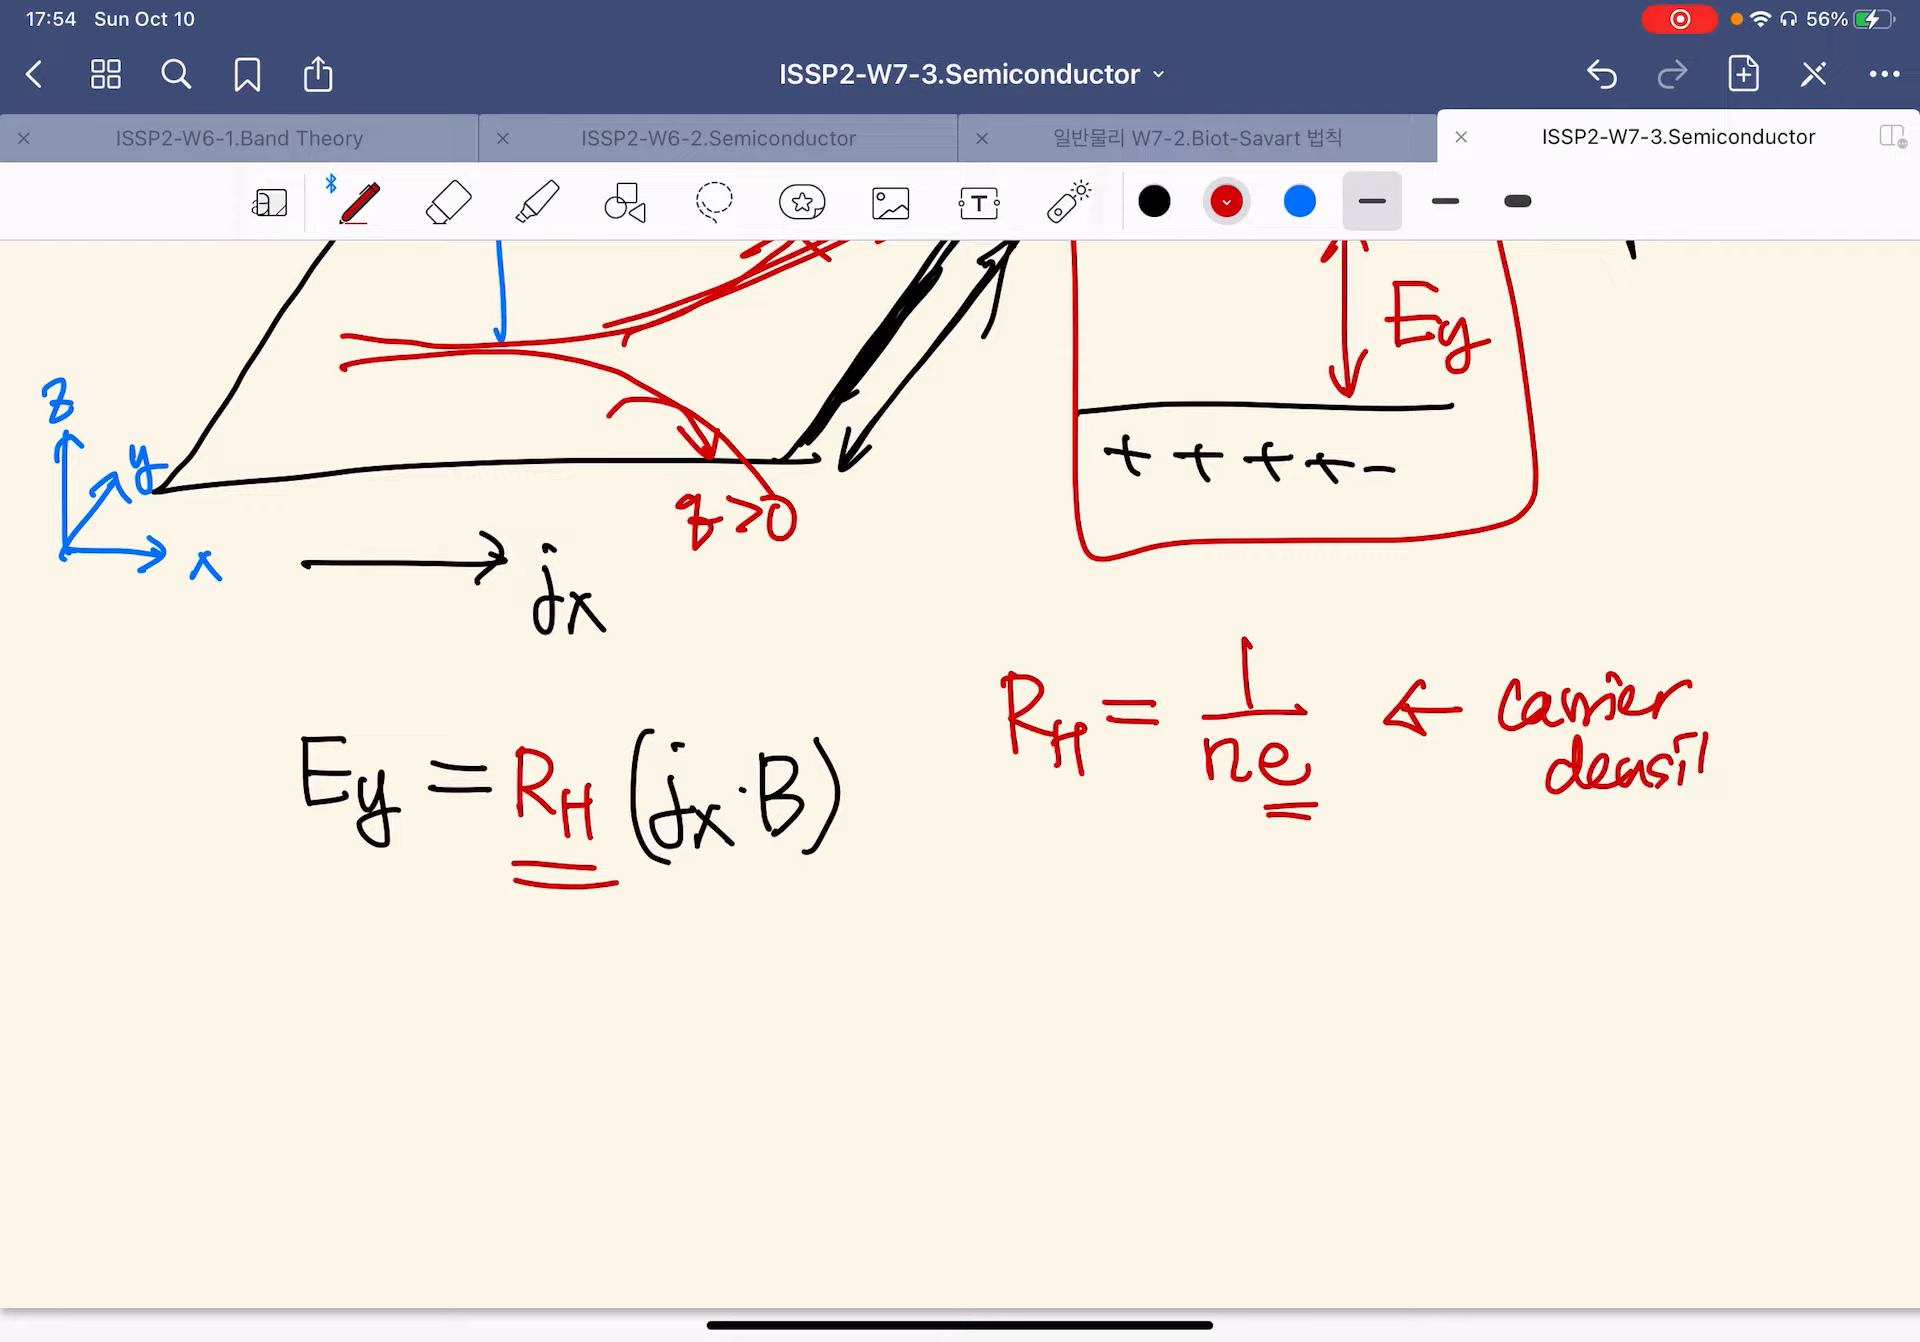 17:54 Sun Oct 10 56%
ISSP2-W7-3.Semiconductor
ISSP2-W6-1.Band Theory ISSP2-W6-2.Semiconductor 일반물리 W7-2.Biot-Savart 법칙 ISSP2-W7-3.Semiconductor
T
Ey
z
y
x
+ + + + -
q>0
jx
RH = 1/ne ← carrier
densit
Ey = RH (jx·B)